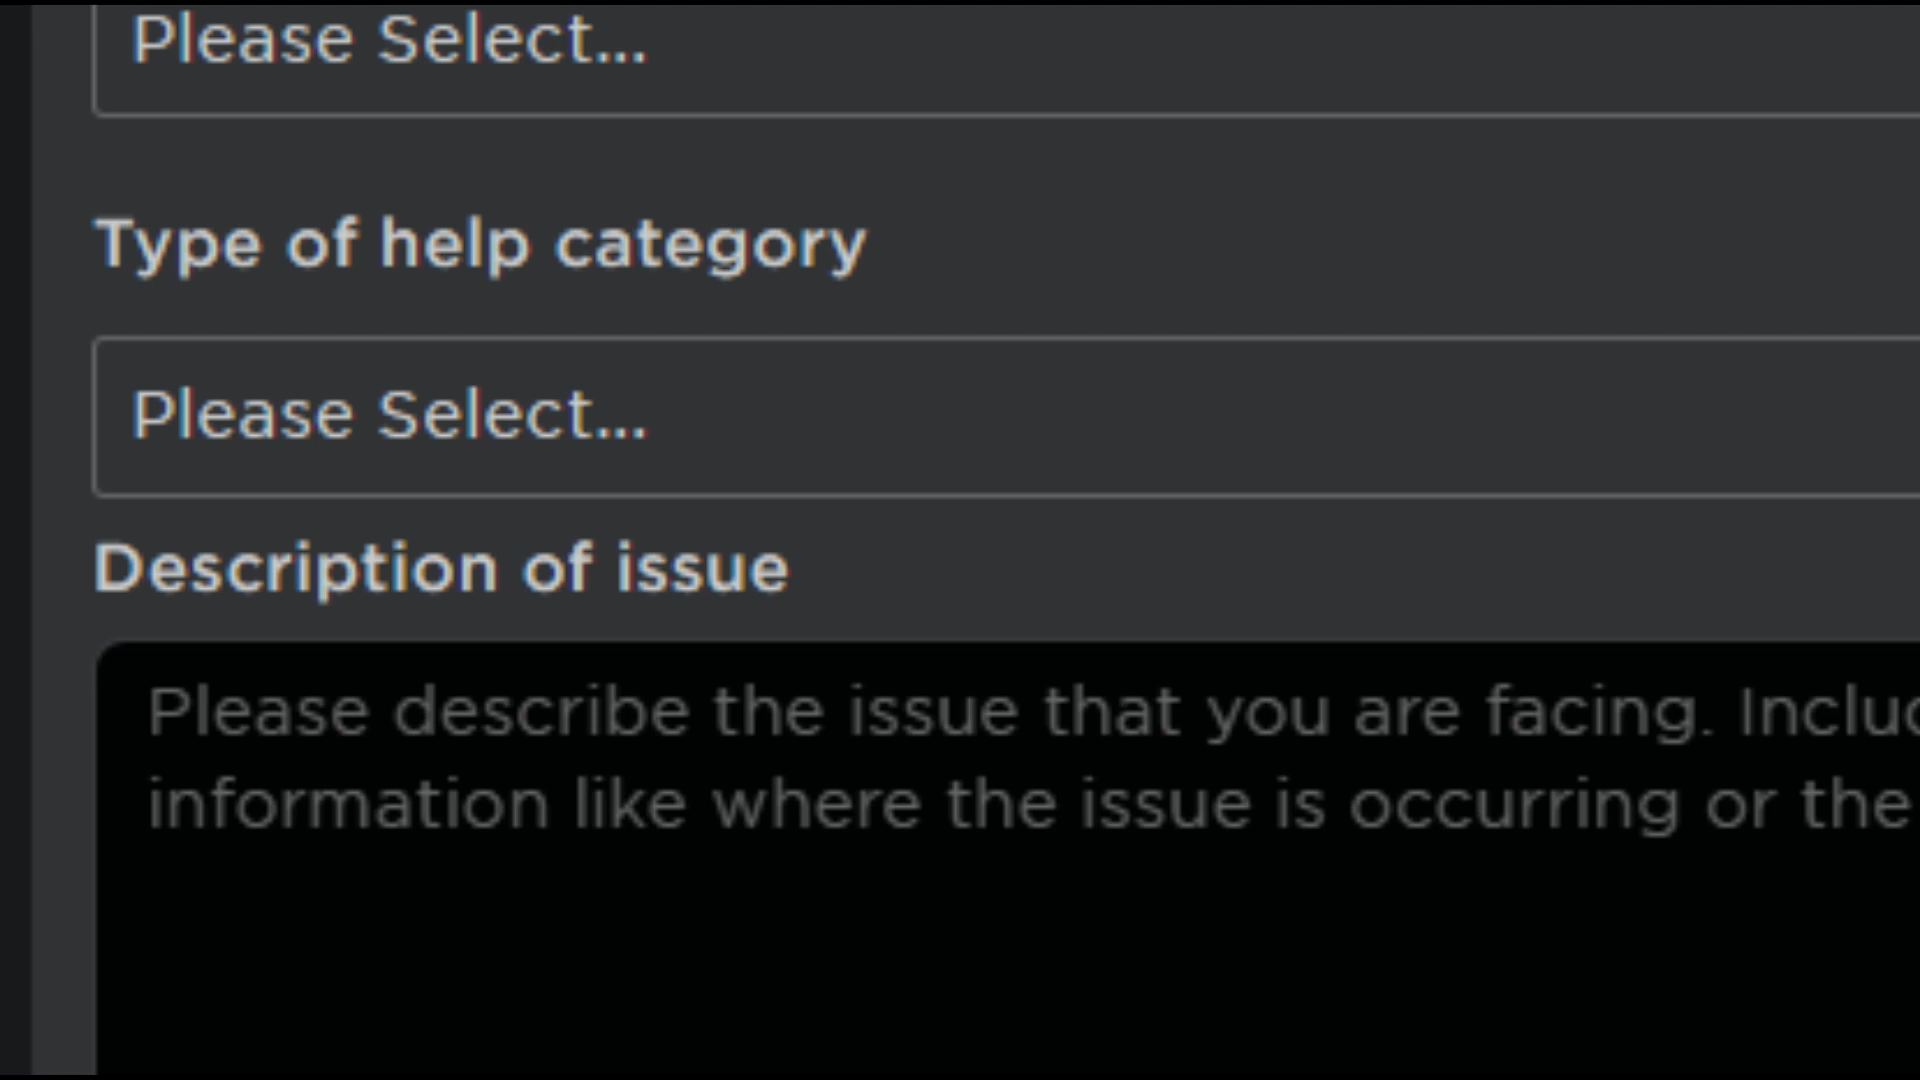 Please Select...
Type of help category
Please Select...
Description of issue
Please describe the issue that you are facing. 
information like where the issue is occurring or the